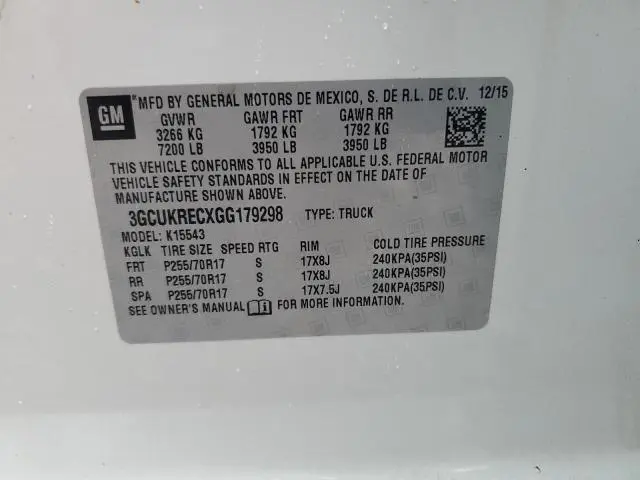 GM
MFD BY GENERAL MOTORS DE MEXICO, S. DE R.L. DE C.V. 12/15
GVWR GAWR FRT GAWR RR
3266 KG 1792 KG 1792 KG
7200 LB 3950 LB 3950 LB
THIS VEHICLE CONFORMS TO ALL APPLICABLE U.S. FEDERAL MOTOR
VEHICLE SAFETY STANDARDS IN EFFECT ON THE DATE OF
MANUFACTURE SHOWN ABOVE.
3GCUKRECXGG179298 TYPE: TRUCK
MODEL: K15543
KGLK TIRE SIZE SPEED RTG RIM COLD TIRE PRESSURE
FRT P255/70R17 S 17X8J 240KPA(35PSI)
RR P255/70R17 S 17X8J 240KPA(35PSI)
SPA P255/70R17 S 17X7.5J 240KPA(35PSI)
SEE OWNER'S MANUAL FOR MORE INFORMATION.